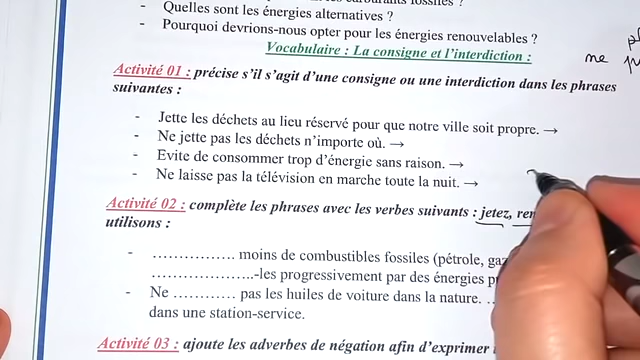 - Quelles sont les énergies alternatives ?
- Pourquoi devrions-nous opter pour les énergies renouvelables ?
Vocabulaire : La consigne et l'interdiction :
ne
Activité 01 : précise s'il s'agit d'une consigne ou une interdiction dans les phrases
suivantes :
- Jette les déchets au lieu réservé pour que notre ville soit propre. →
- Ne jette pas les déchets n'importe où. →
- Evite de consommer trop d'énergie sans raison. →
- Ne laisse pas la télévision en marche toute la nuit. →
Activité 02 : complète les phrases avec les verbes suivants : jetez,
utilisons :
- ................ moins de combustibles fossiles (pétrole,
...................-les progressivement par des énergies
- Ne ............ pas les huiles de voiture dans la nature. ..
dans une station-service.
Activité 03 : ajoute les adverbes de négation afin d'exprimer